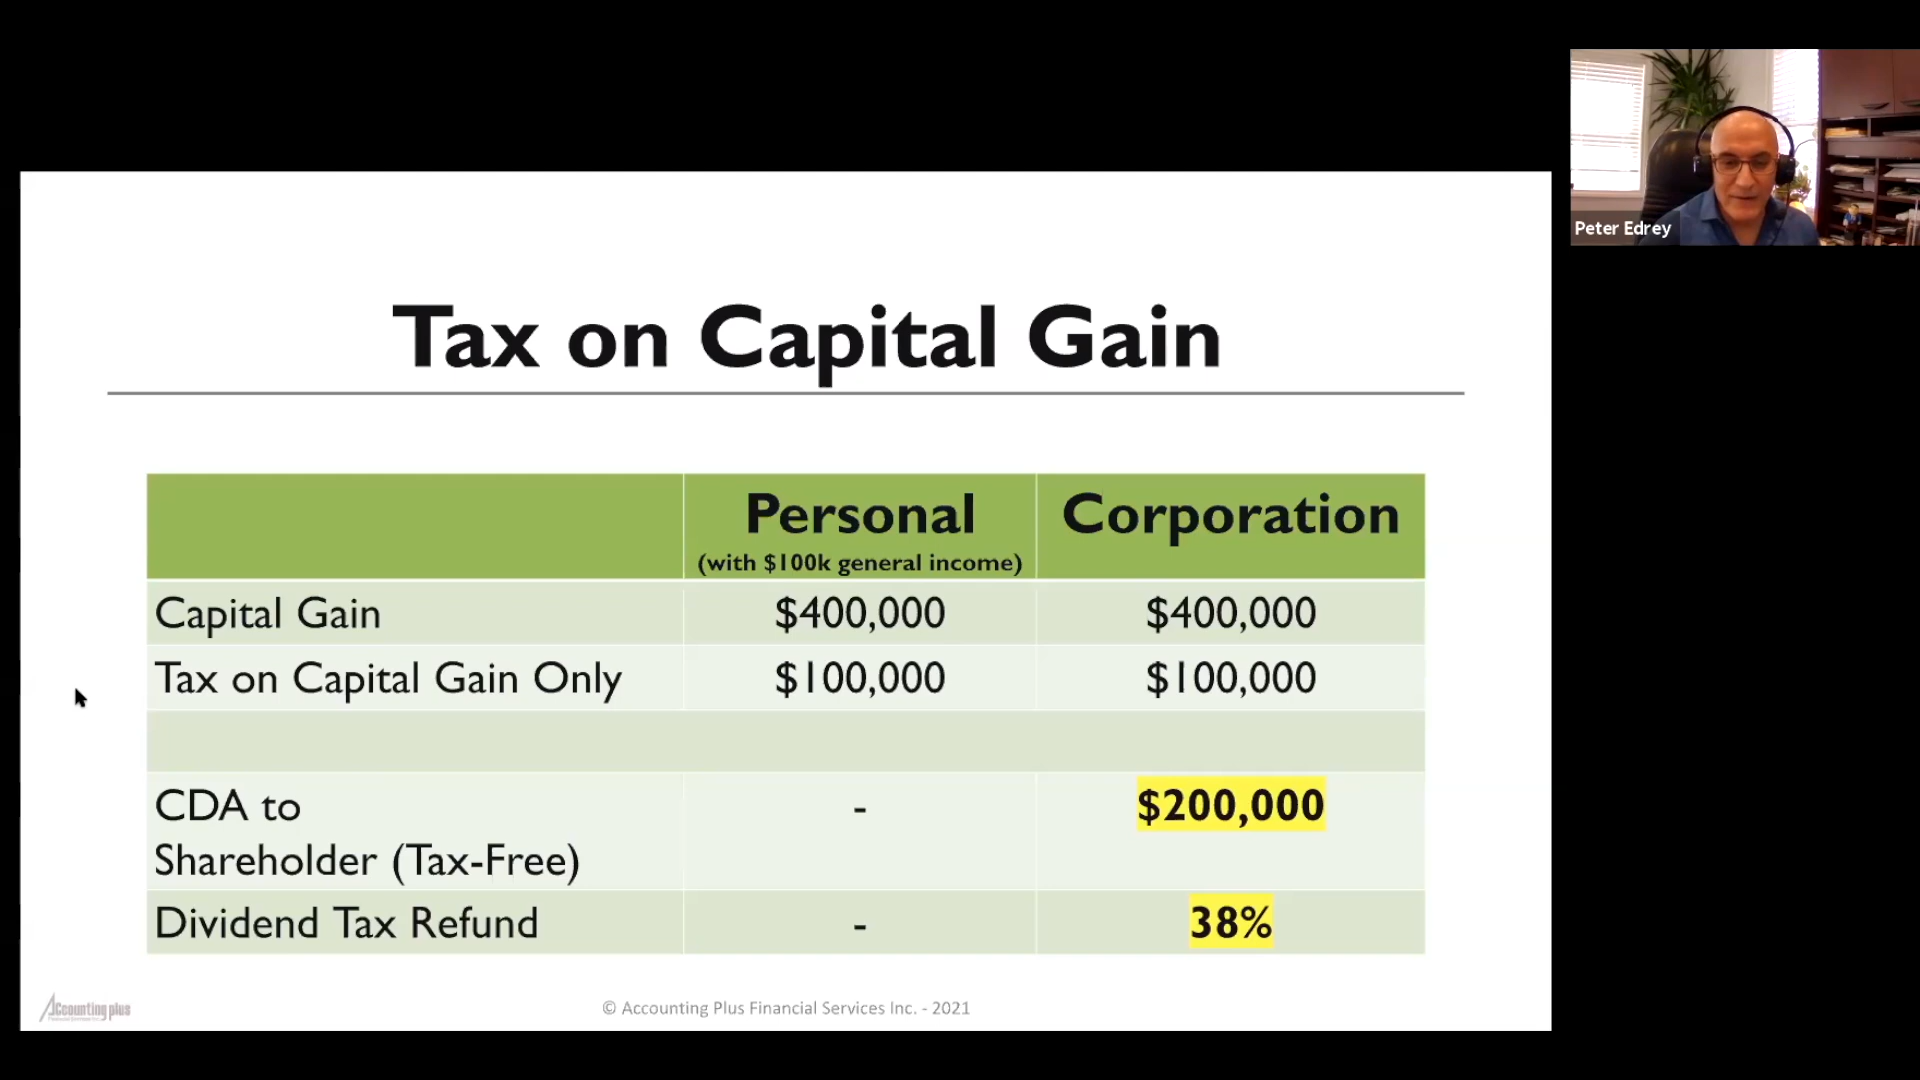 Peter Edrey
Tax on Capital Gain
Personal Corporation
(with $100k general income)
Capital Gain $400,000 $400,000
Tax on Capital Gain Only $100,000 $100,000
CDA to - $200,000
Shareholder (Tax-Free)
Dividend Tax Refund - 38%
Accounting plus
© Accounting Plus Financial Services Inc. - 2021